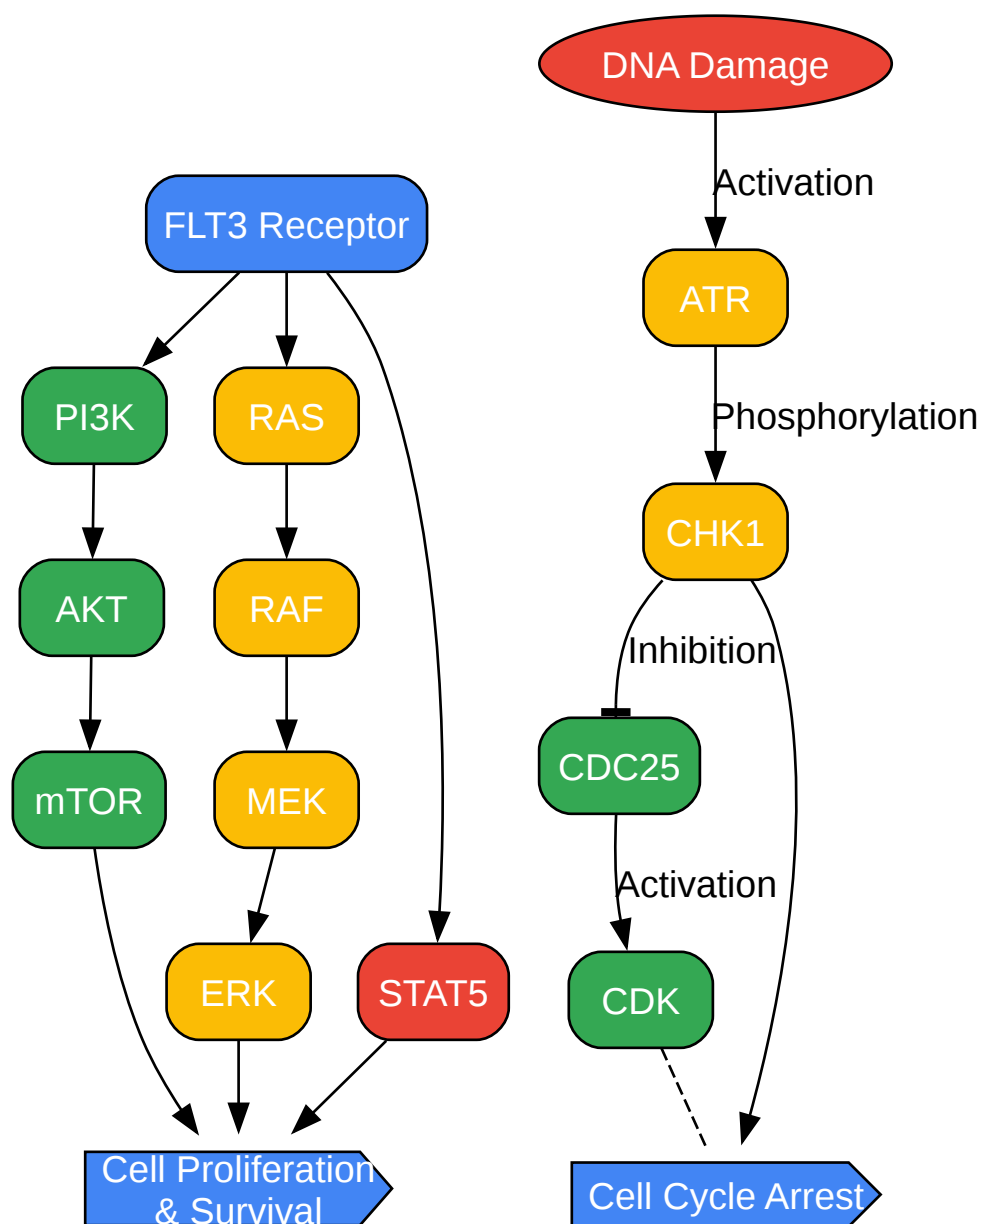 DNA Damage
Activation
FLT3 Receptor
ATR
PI3K
RAS
Phosphorylation
CHK1
AKT
RAF
Inhibition
CDC25
mTOR
MEK
Activation
ERK
STAT5
CDK
Cell Proliferation
& Survival
Cell Cycle Arrest